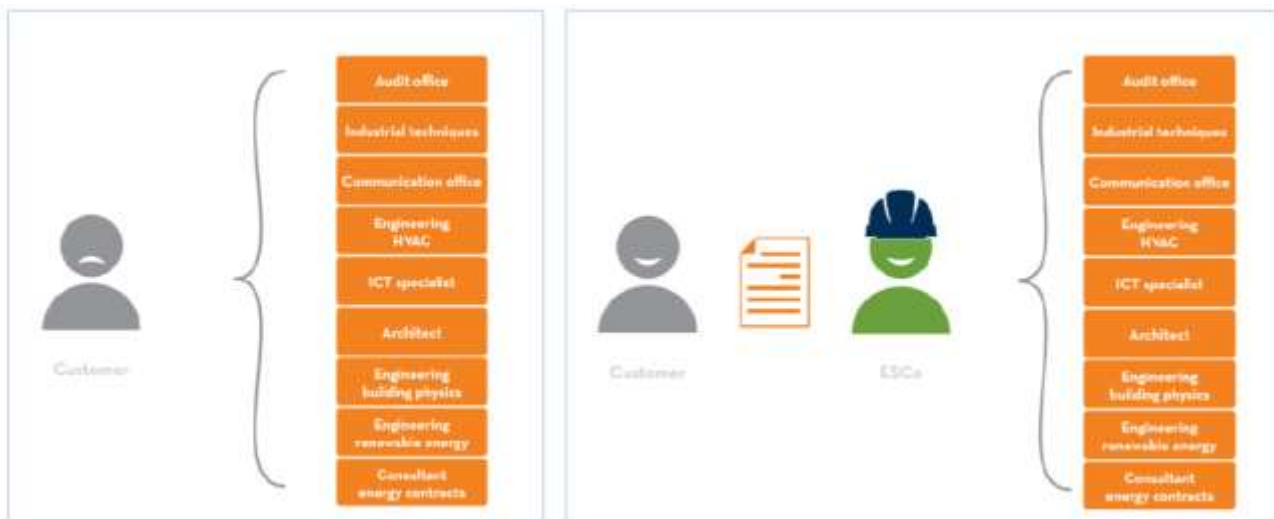 Audit office
Industrial techniques
Communication office
Engineering
HVAC
ICT specialist
Architect
Engineering
building physics
Engineering
renewable energy
Consultant
energy contracts
Customer
Audit office
Industrial techniques
Communication office
Engineering
HVAC
ICT specialist
Architect
Engineering
building physics
Engineering
renewable energy
Consultant
energy contracts
Customer
ESCo